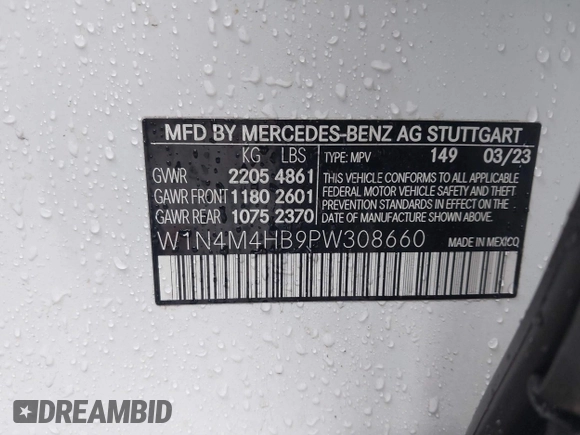 MFD BY MERCEDES-BENZ AG STUTTGART
KG LBS TYPE: MPV 149 03/23
GVWR 2205 4861
GAWR FRONT 1180 2601
GAWR REAR 1075 2370
THIS VEHICLE CONFORMS TO ALL APPLICABLE
FEDERAL MOTOR VEHICLE SAFETY AND THEFT
PREVENTION STANDARDS IN EFFECT ON THE
DATE OF MANUFACTURE SHOWN ABOVE.
W1N4M4HB9PW308660 MADE IN MEXICO
DREAMBID